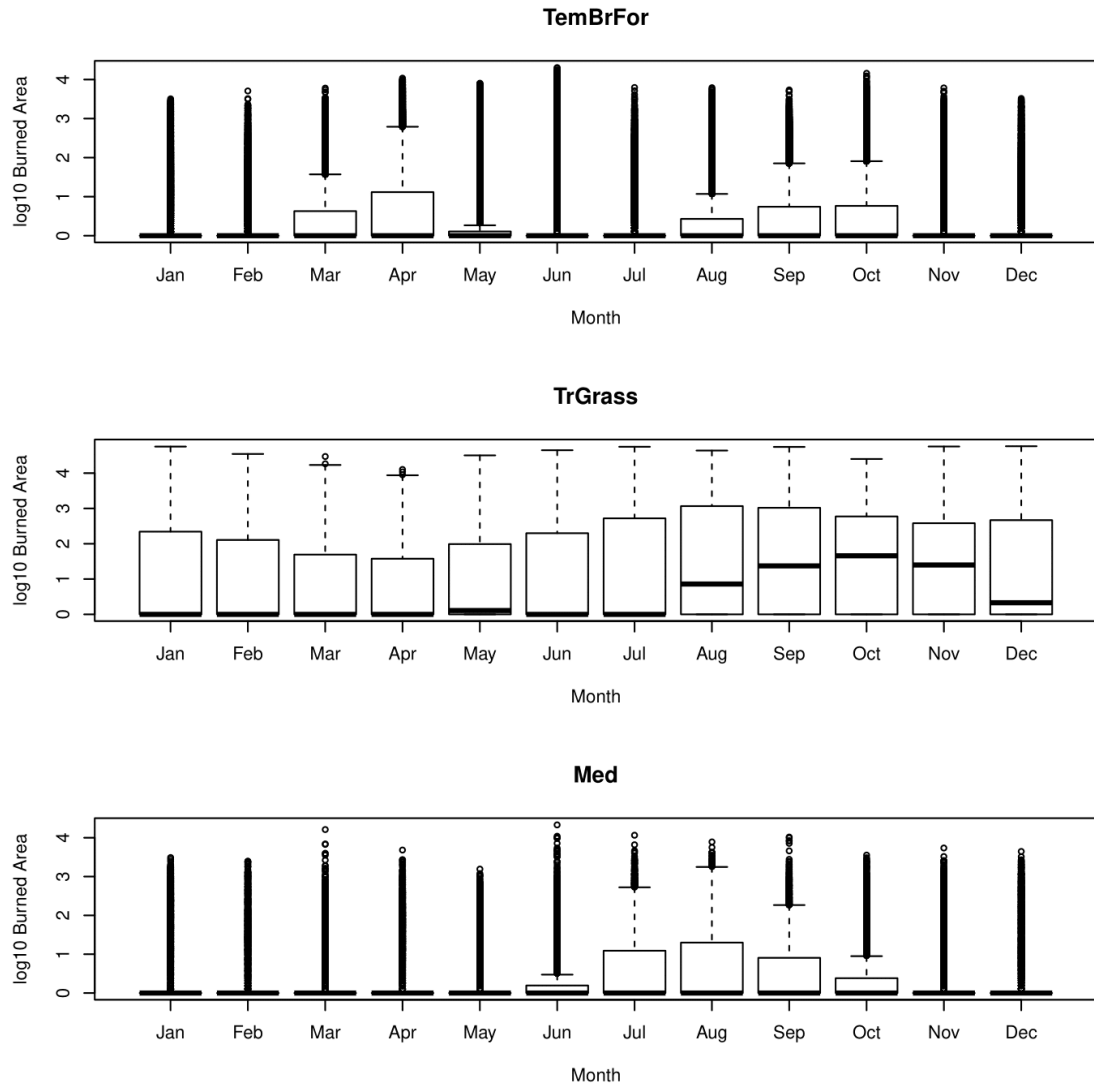 TemBrFor
log10 Burned Area
4
3
2
1
0
Jan Feb Mar Apr May Jun Jul Aug Sep Oct Nov Dec
Month
TrGrass
log10 Burned Area
4
3
2
1
0
Jan Feb Mar Apr May Jun Jul Aug Sep Oct Nov Dec
Month
Med
log10 Burned Area
4
3
2
1
0
Jan Feb Mar Apr May Jun Jul Aug Sep Oct Nov Dec
Month